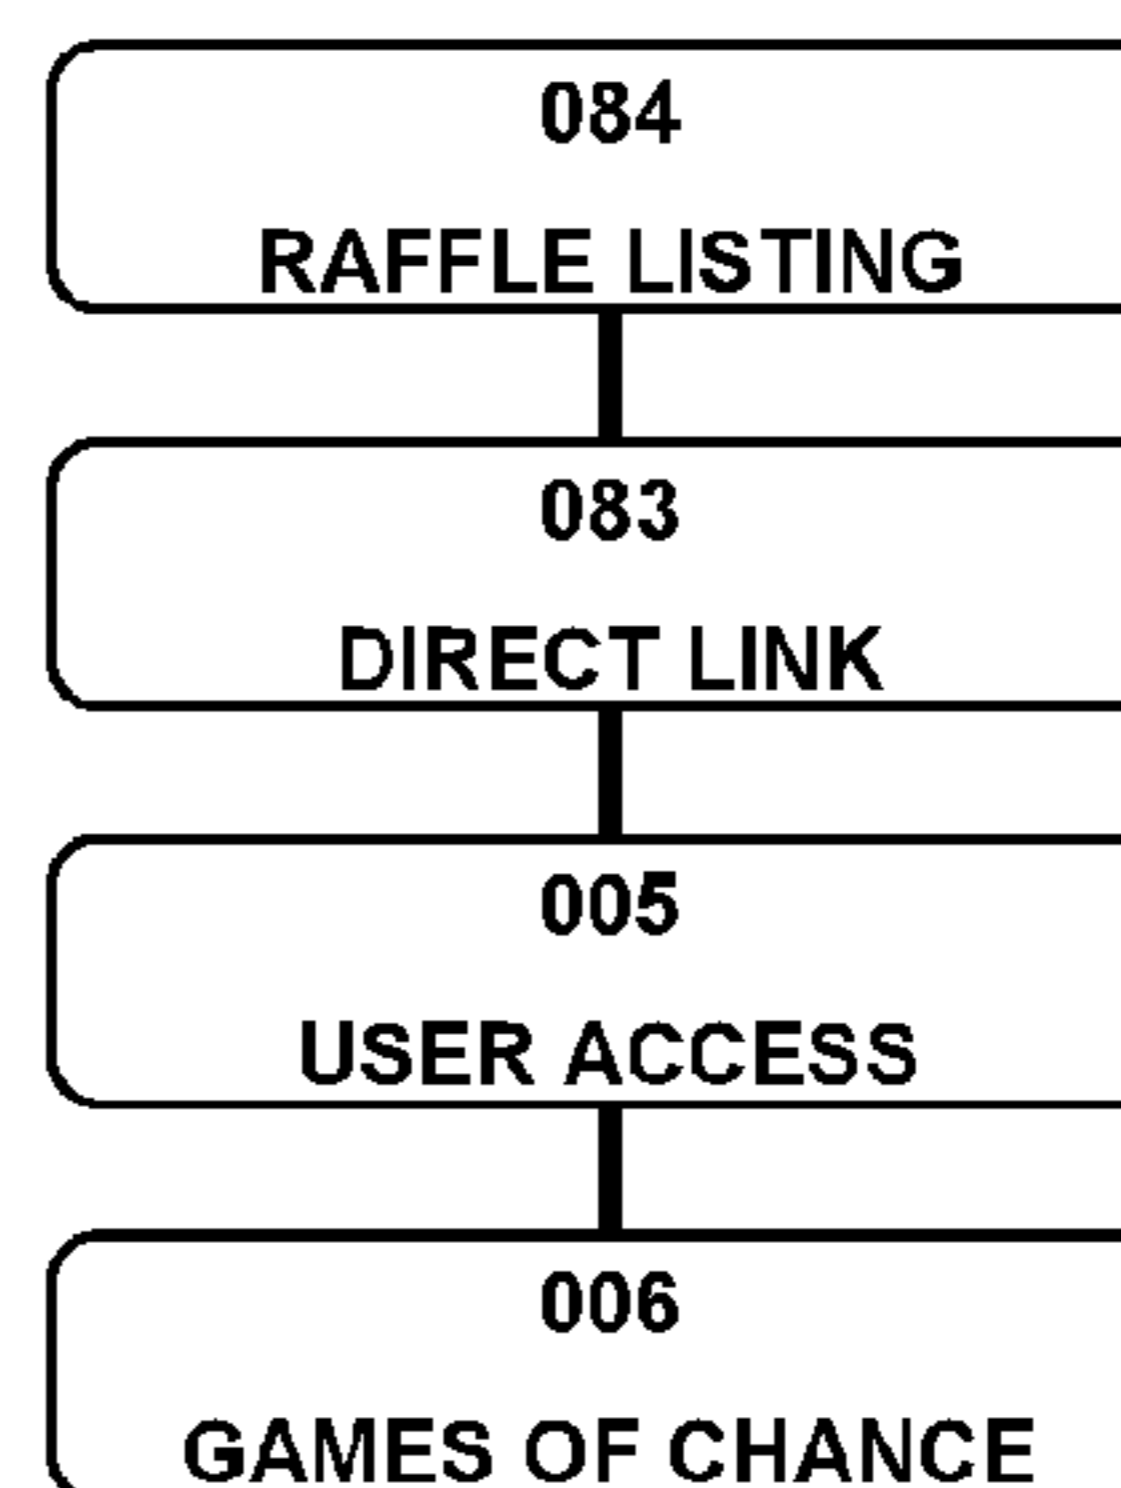 084
RAFFLE LISTING
083
DIRECT LINK
005
USER ACCESS
006
GAMES OF CHANCE